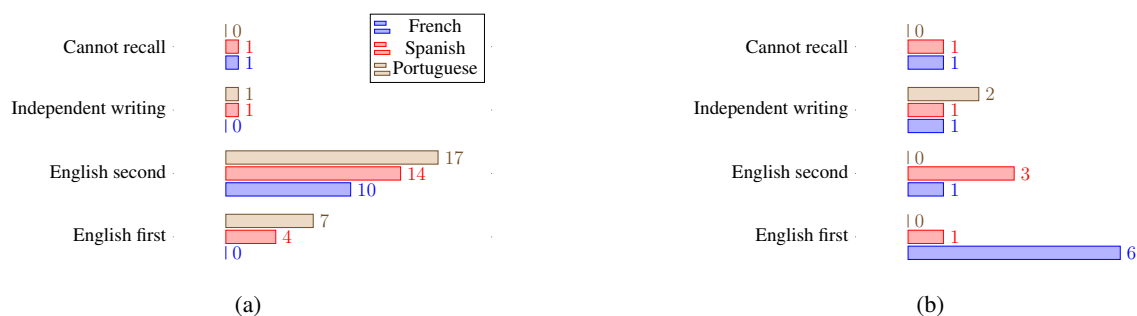 French
Spanish
Portuguese
Cannot recall
0
1
1
Independent writing
1
1
0
English second
17
14
10
English first
7
4
0
(a)
Cannot recall
0
1
1
Independent writing
2
1
1
English second
0
3
1
English first
0
1
6
(b)